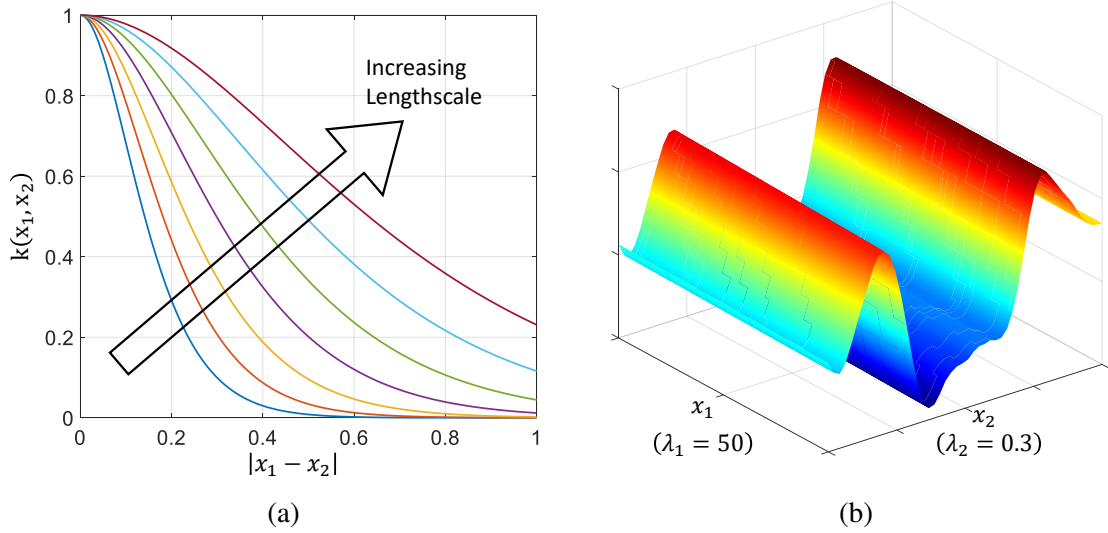 1
0.8
0.6
0.4
0.2
0
0 0.2 0.4 0.6 0.8 1
k(x₁, x₂)
|x₁ − x₂|
Increasing
Lengthscale
(a)
x₁
(λ₁ = 50)
x₂
(λ₂ = 0.3)
(b)